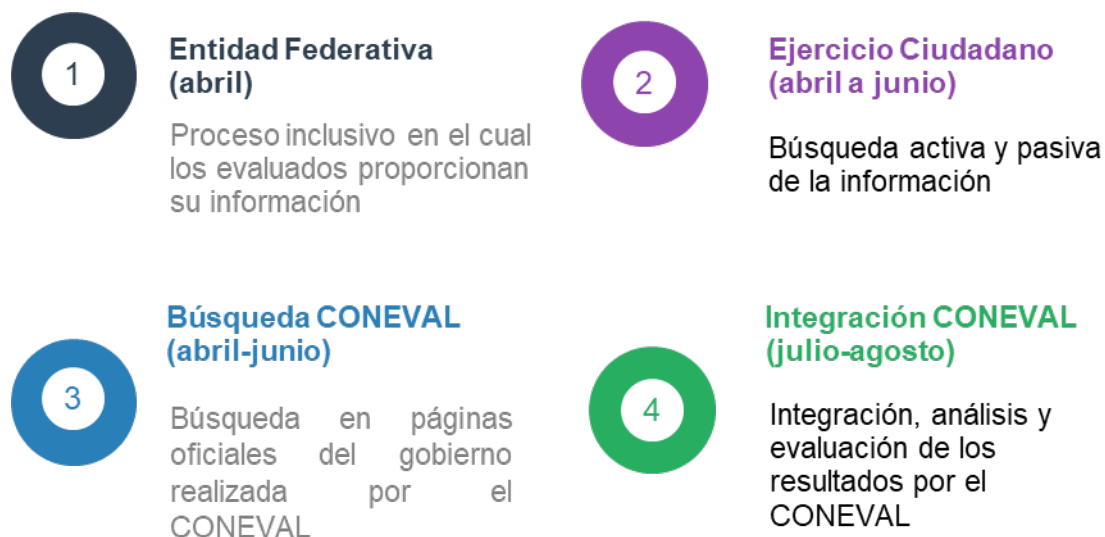 1
Entidad Federativa
(abril)
Proceso inclusivo en el cual
los evaluados proporcionan
su información
2
Ejercicio Ciudadano
(abril a junio)
Búsqueda activa y pasiva
de la información
3
Búsqueda CONEVAL
(abril-junio)
Búsqueda en páginas
oficiales del gobierno
realizada por el
CONEVAL
4
Integración CONEVAL
(julio-agosto)
Integración, análisis y
evaluación de los
resultados por el
CONEVAL